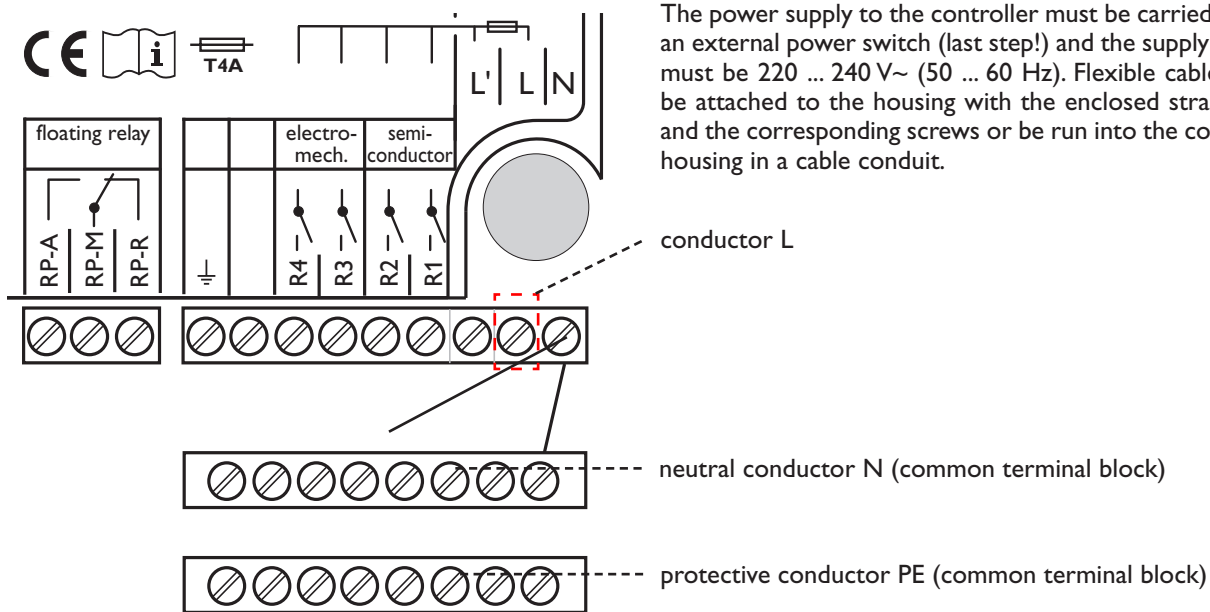 The power supply to the controller must be carried
an external power switch (last step!) and the supply
must be 220 ... 240 V~ (50 ... 60 Hz). Flexible cabl
be attached to the housing with the enclosed stra
and the corresponding screws or be run into the co
housing in a cable conduit.
CE
i
T4A
L' L N
floating relay
electro-
mech.
semi-
conductor
RP-A RP-M RP-R
R4 R3 R2 R1
conductor L
neutral conductor N (common terminal block)
protective conductor PE (common terminal block)